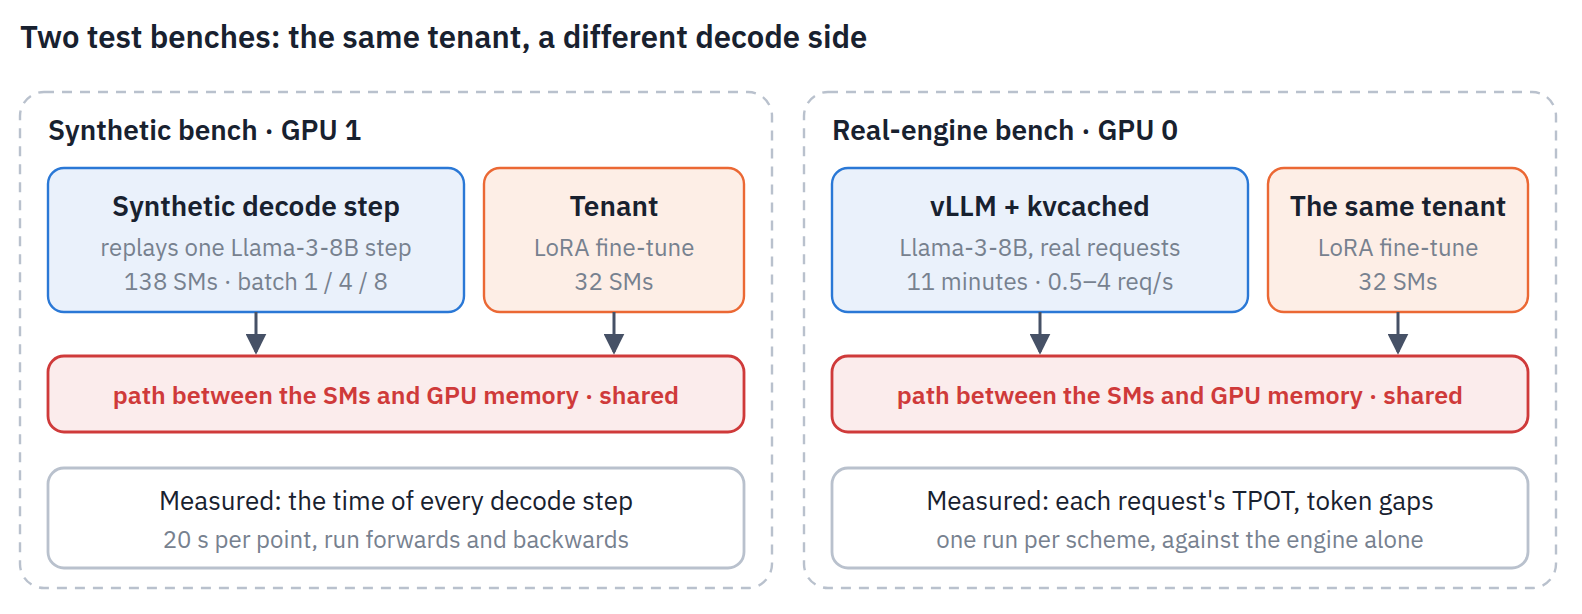 Two test benches: the same tenant, a different decode side
Synthetic bench · GPU 1
Synthetic decode step
replays one Llama-3-8B step
138 SMs · batch 1 / 4 / 8
Tenant
LoRA fine-tune
32 SMs
path between the SMs and GPU memory · shared
Measured: the time of every decode step
20 s per point, run forwards and backwards
Real-engine bench · GPU 0
vLLM + kvcached
Llama-3-8B, real requests
11 minutes · 0.5–4 req/s
The same tenant
LoRA fine-tune
32 SMs
path between the SMs and GPU memory · shared
Measured: each request's TPOT, token gaps
one run per scheme, against the engine alone